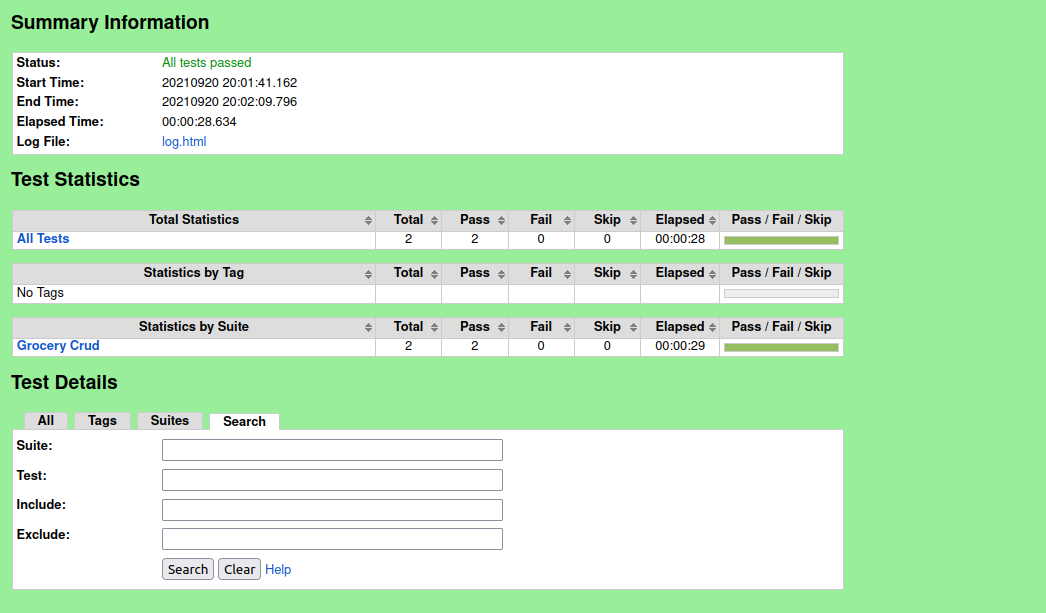 Summary Information
Status: All tests passed
Start Time: 20210920 20:01:41.162
End Time: 20210920 20:02:09.796
Elapsed Time: 00:00:28.634
Log File: log.html
Test Statistics
Total Statistics Total Pass Fail Skip Elapsed Pass / Fail / Skip
All Tests 2 2 0 0 00:00:28
Statistics by Tag Total Pass Fail Skip Elapsed Pass / Fail / Skip
No Tags
Statistics by Suite Total Pass Fail Skip Elapsed Pass / Fail / Skip
Grocery Crud 2 2 0 0 00:00:29
Test Details
All Tags Suites Search
Suite:
Test:
Include:
Exclude:
Search Clear Help